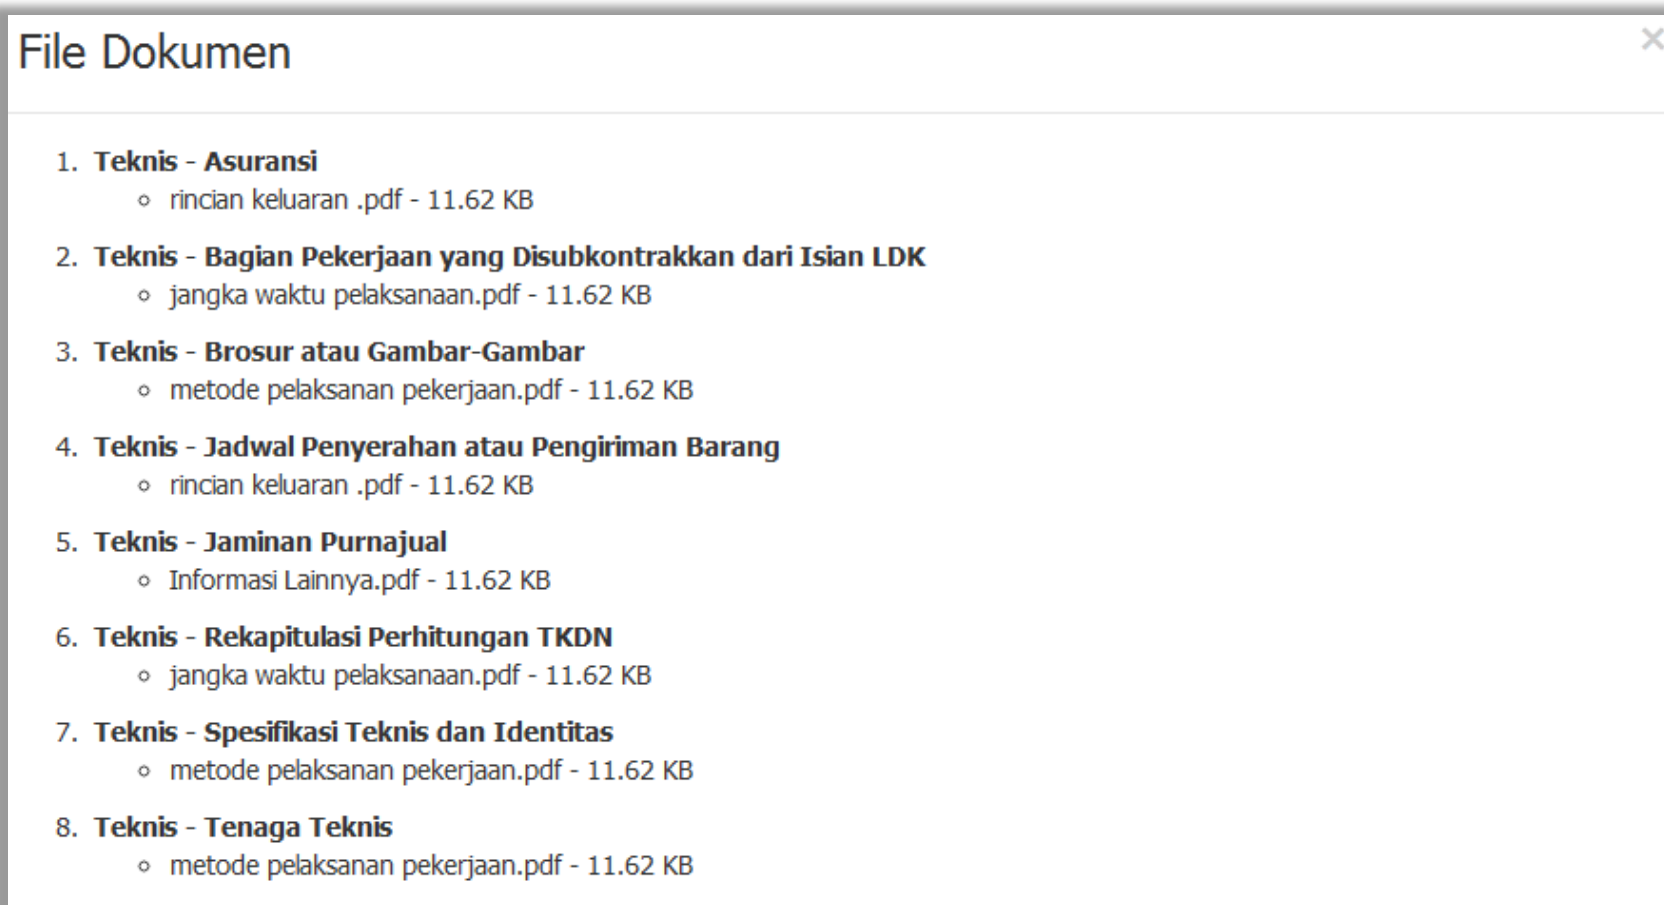 File Dokumen ×
1. Teknis - Asuransi
rincian keluaran .pdf - 11.62 KB
2. Teknis - Bagian Pekerjaan yang Disubkontrakkan dari Isian LDK
jangka waktu pelaksanaan.pdf - 11.62 KB
3. Teknis - Brosur atau Gambar-Gambar
metode pelaksanan pekerjaan.pdf - 11.62 KB
4. Teknis - Jadwal Penyerahan atau Pengiriman Barang
rincian keluaran .pdf - 11.62 KB
5. Teknis - Jaminan Purnajual
Informasi Lainnya.pdf - 11.62 KB
6. Teknis - Rekapitulasi Perhitungan TKDN
jangka waktu pelaksanaan.pdf - 11.62 KB
7. Teknis - Spesifikasi Teknis dan Identitas
metode pelaksanan pekerjaan.pdf - 11.62 KB
8. Teknis - Tenaga Teknis
metode pelaksanan pekerjaan.pdf - 11.62 KB